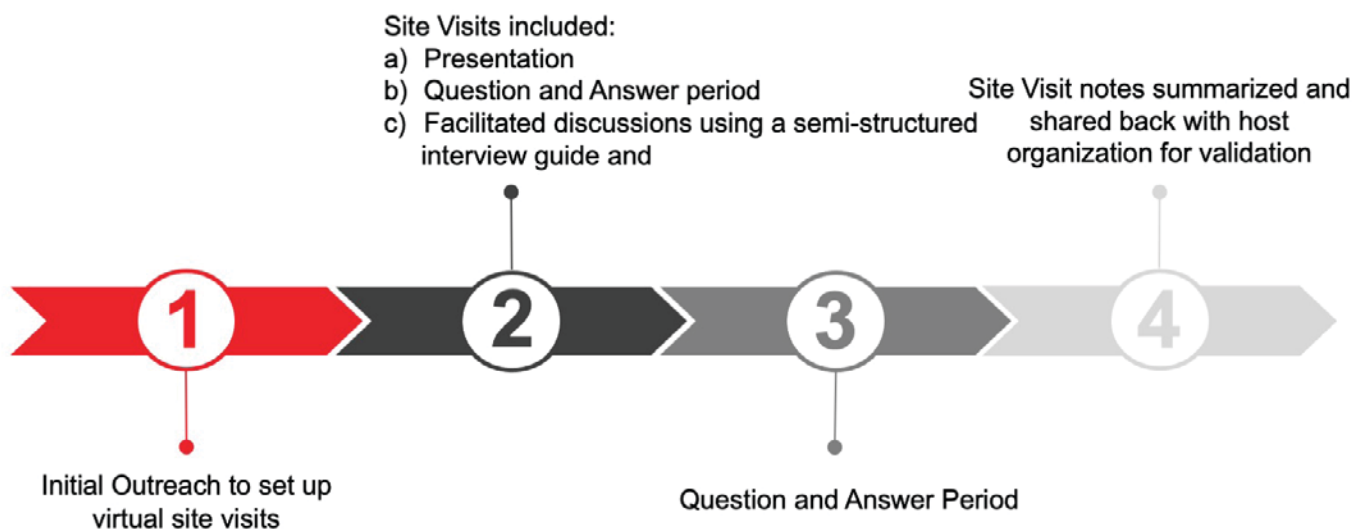 Site Visits included:
a) Presentation
b) Question and Answer period
c) Facilitated discussions using a semi-structured
interview guide and
Site Visit notes summarized and
shared back with host
organization for validation
1
2
3
4
Initial Outreach to set up
virtual site visits
Question and Answer Period